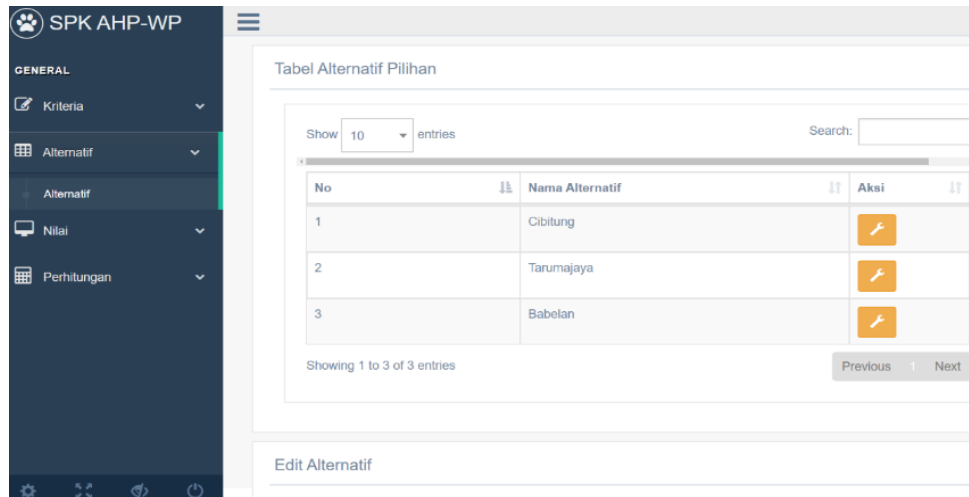 SPK AHP-WP
GENERAL
Kriteria
Alternatif
Alternatif
Nilai
Perhitungan
Tabel Alternatif Pilihan
Show 10 entries
Search:
No Nama Alternatif Aksi
1 Cibitung
2 Tarumajaya
3 Babelan
Showing 1 to 3 of 3 entries
Previous 1 Next
Edit Alternatif